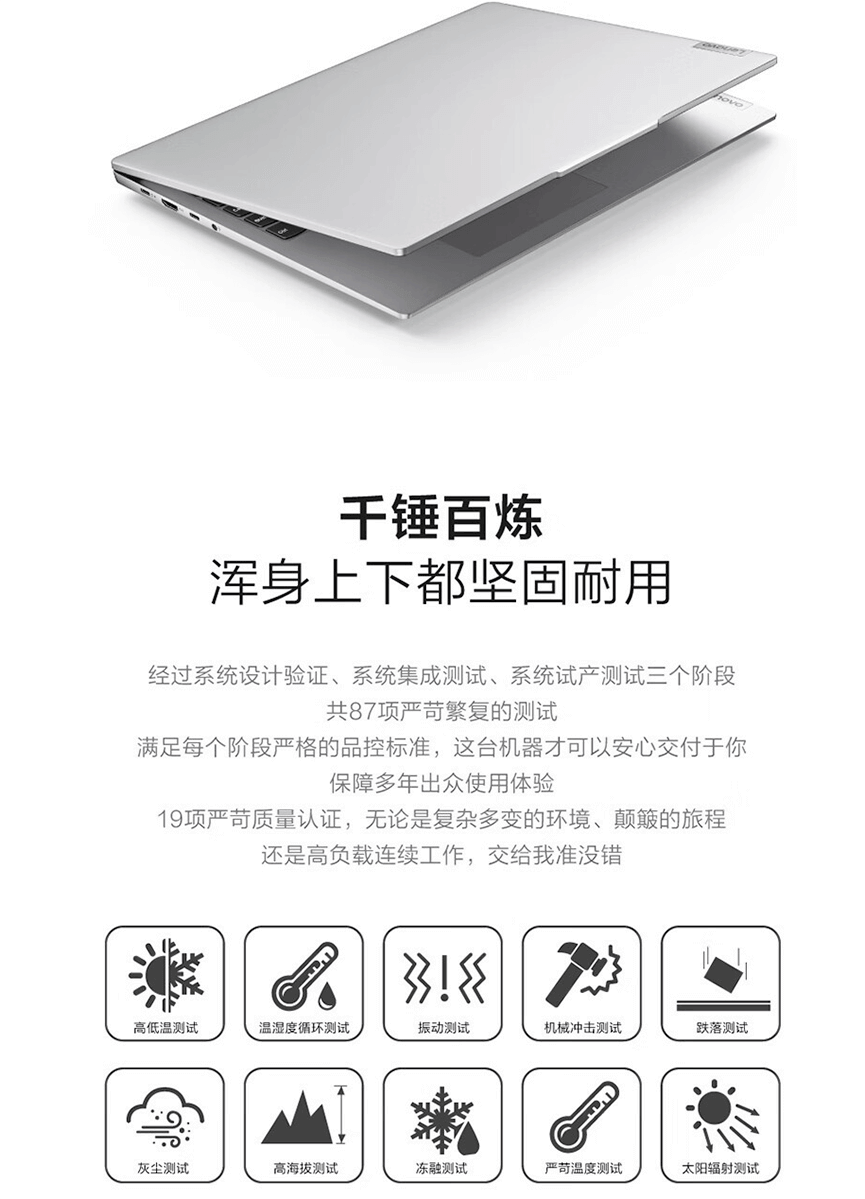 Lenovo
千锤百炼
浑身上下都坚固耐用
经过系统设计验证、系统集成测试、系统试产测试三个阶段
共87项严苛繁复的测试
满足每个阶段严格的品控标准，这台机器才可以安心交付于你
保障多年出众使用体验
19项严苛质量认证，无论是复杂多变的环境、颠簸的旅程
还是高负载连续工作，交给我准没错
高低温测试
温湿度循环测试
振动测试
机械冲击测试
跌落测试
灰尘测试
高海拔测试
冻融测试
严苛温度测试
太阳辐射测试